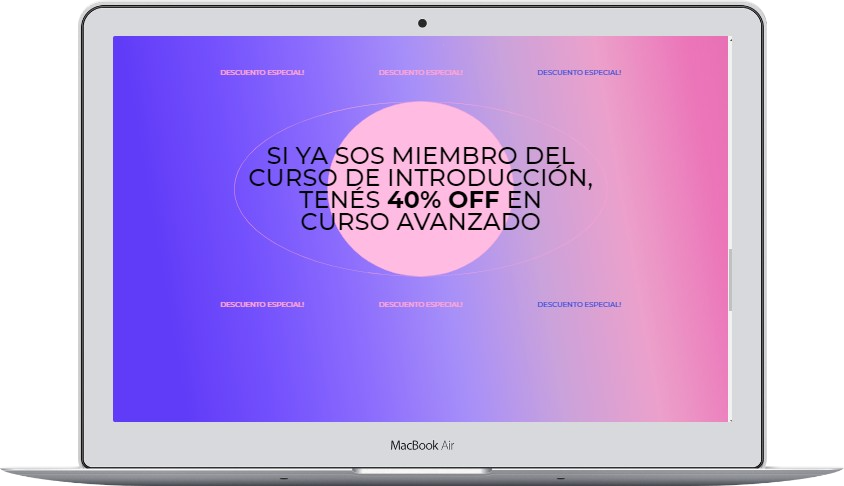 DESCUENTO ESPECIAL! DESCUENTO ESPECIAL! DESCUENTO ESPECIAL!
SI YA SOS MIEMBRO DEL
CURSO DE INTRODUCCIÓN,
TENÉS 40% OFF EN
CURSO AVANZADO
DESCUENTO ESPECIAL! DESCUENTO ESPECIAL! DESCUENTO ESPECIAL!
MacBook Air